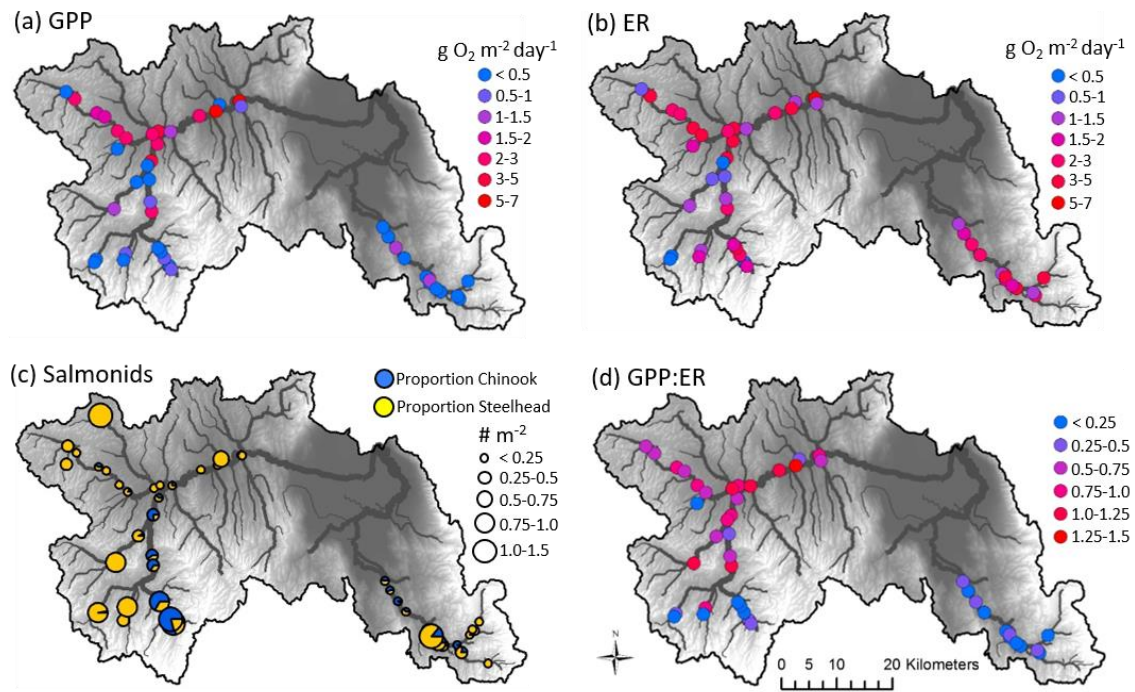 (a) GPP
g O₂ m⁻² day⁻¹
< 0.5
0.5-1
1-1.5
1.5-2
2-3
3-5
5-7
(b) ER
g O₂ m⁻² day⁻¹
< 0.5
0.5-1
1-1.5
1.5-2
2-3
3-5
5-7
(c) Salmonids
Proportion Chinook
Proportion Steelhead
# m⁻²
< 0.25
0.25-0.5
0.5-0.75
0.75-1.0
1.0-1.5
(d) GPP:ER
< 0.25
0.25-0.5
0.5-0.75
0.75-1.0
1.0-1.25
1.25-1.5
N
0 5 10 20 Kilometers